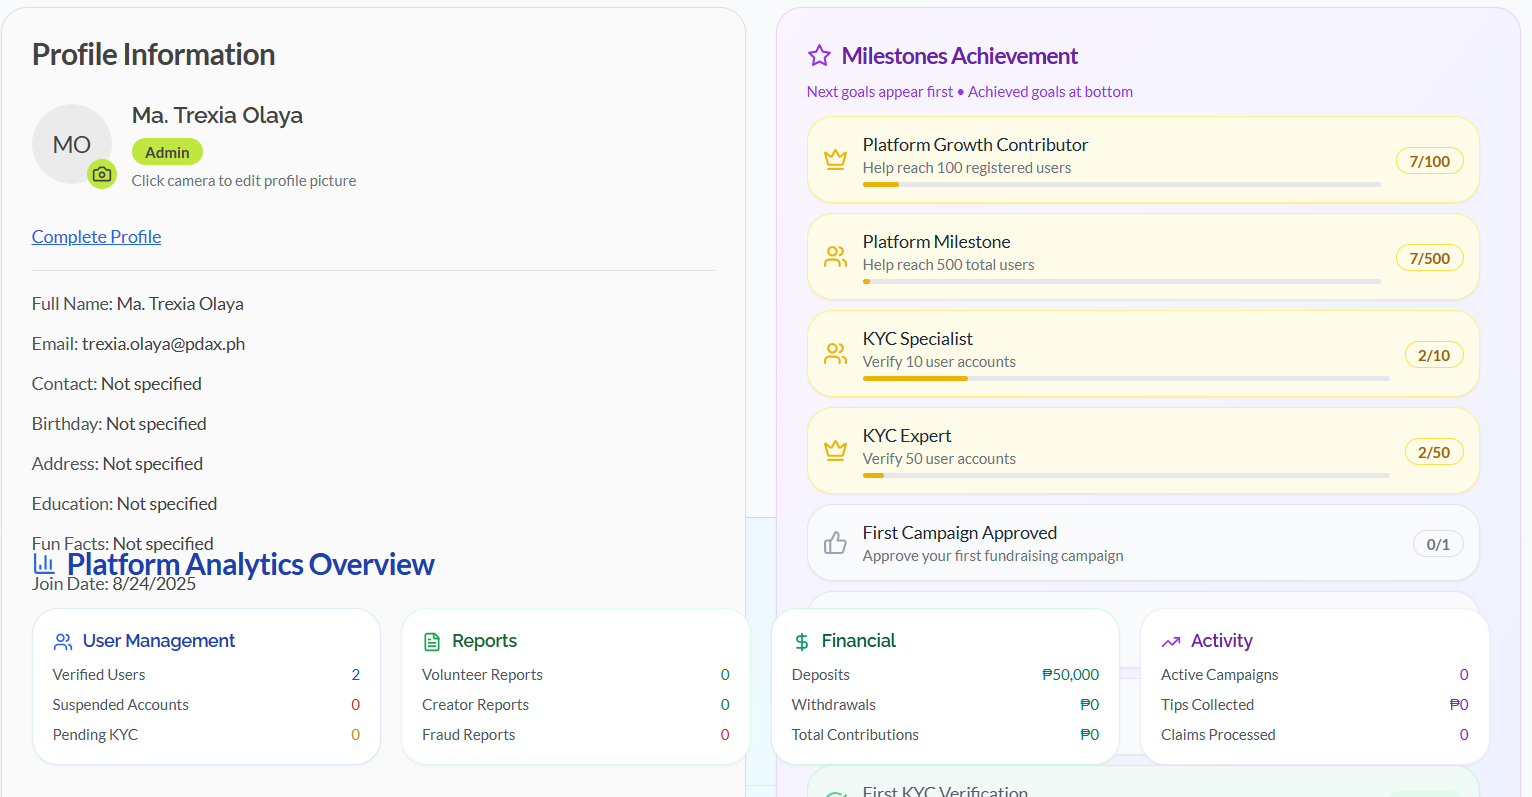 Profile Information
MO
Ma. Trexia Olaya
Admin
Click camera to edit profile picture
Complete Profile
Full Name: Ma. Trexia Olaya
Email: trexia.olaya@pdax.ph
Contact: Not specified
Birthday: Not specified
Address: Not specified
Education: Not specified
Fun Facts: Not specified
Platform Analytics Overview
Join Date: 8/24/2025
Milestones Achievement
Next goals appear first • Achieved goals at bottom
Platform Growth Contributor
Help reach 100 registered users
7/100
Platform Milestone
Help reach 500 total users
7/500
KYC Specialist
Verify 10 user accounts
2/10
KYC Expert
Verify 50 user accounts
2/50
First Campaign Approved
Approve your first fundraising campaign
0/1
User Management
Verified Users 2
Suspended Accounts 0
Pending KYC 0
Reports
Volunteer Reports 0
Creator Reports 0
Fraud Reports 0
Financial
Deposits ₱50,000
Withdrawals ₱0
Total Contributions ₱0
Activity
Active Campaigns 0
Tips Collected ₱0
Claims Processed 0
First KYC Verification